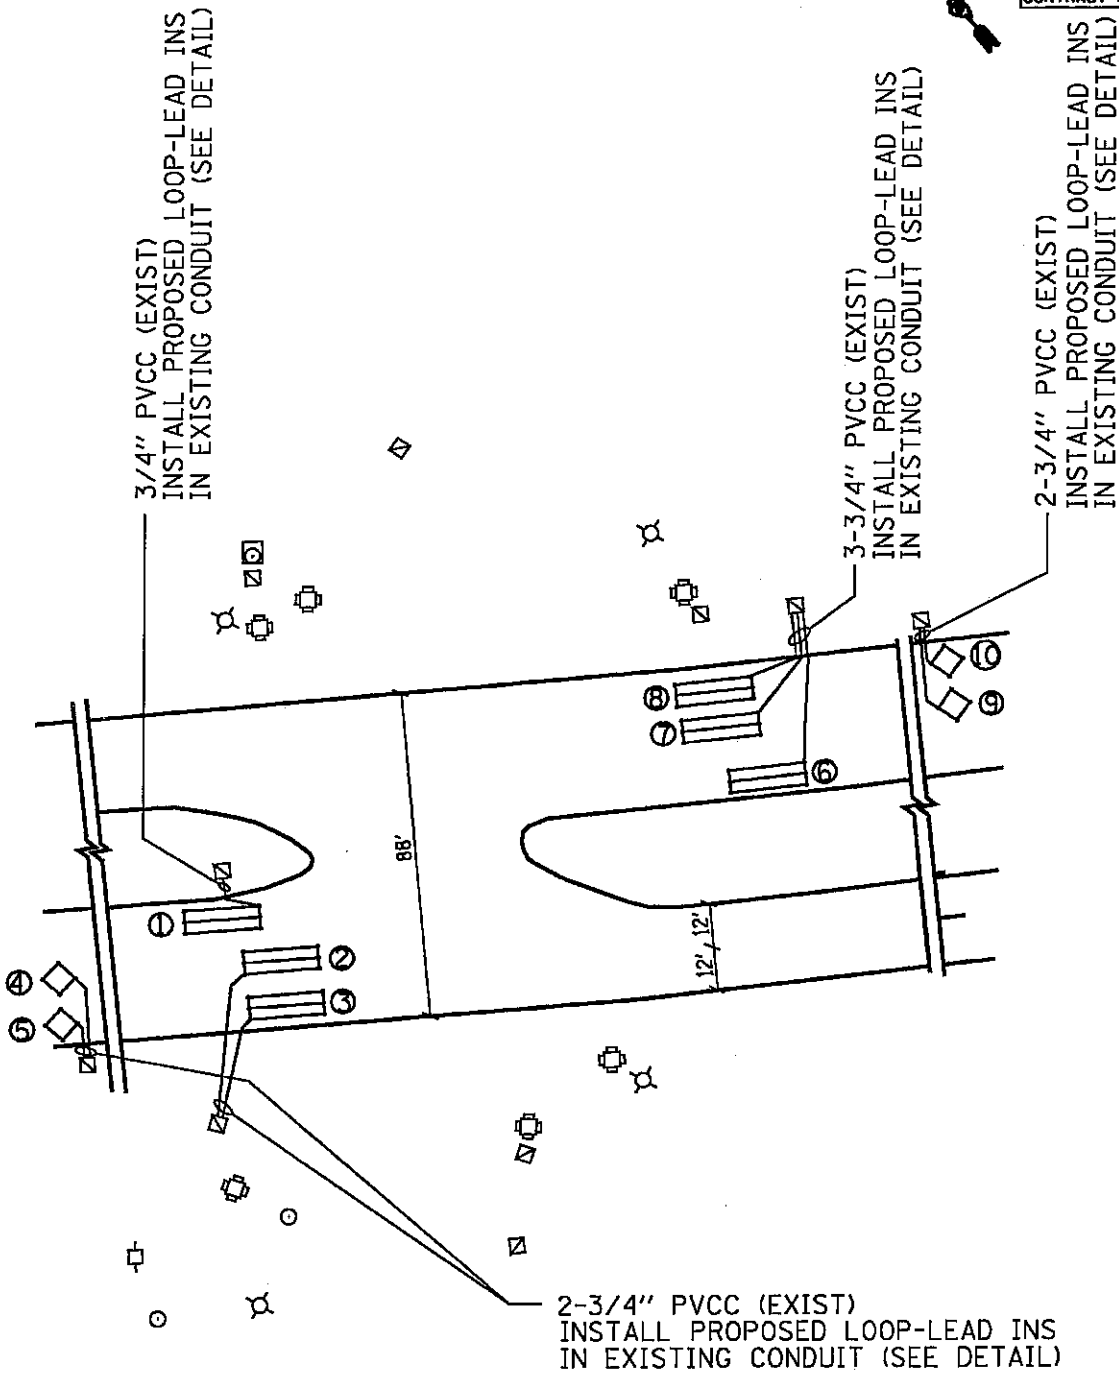 3/4" PVCC (EXIST)
INSTALL PROPOSED LOOP-LEAD INS
IN EXISTING CONDUIT (SEE DETAIL)
3-3/4" PVCC (EXIST)
INSTALL PROPOSED LOOP-LEAD INS
IN EXISTING CONDUIT (SEE DETAIL)
2-3/4" PVCC (EXIST)
INSTALL PROPOSED LOOP-LEAD INS
IN EXISTING CONDUIT (SEE DETAIL)
8
7
6
10
9
88'
1
2
3
4
5
12', 12'
2-3/4" PVCC (EXIST)
INSTALL PROPOSED LOOP-LEAD INS
IN EXISTING CONDUIT (SEE DETAIL)